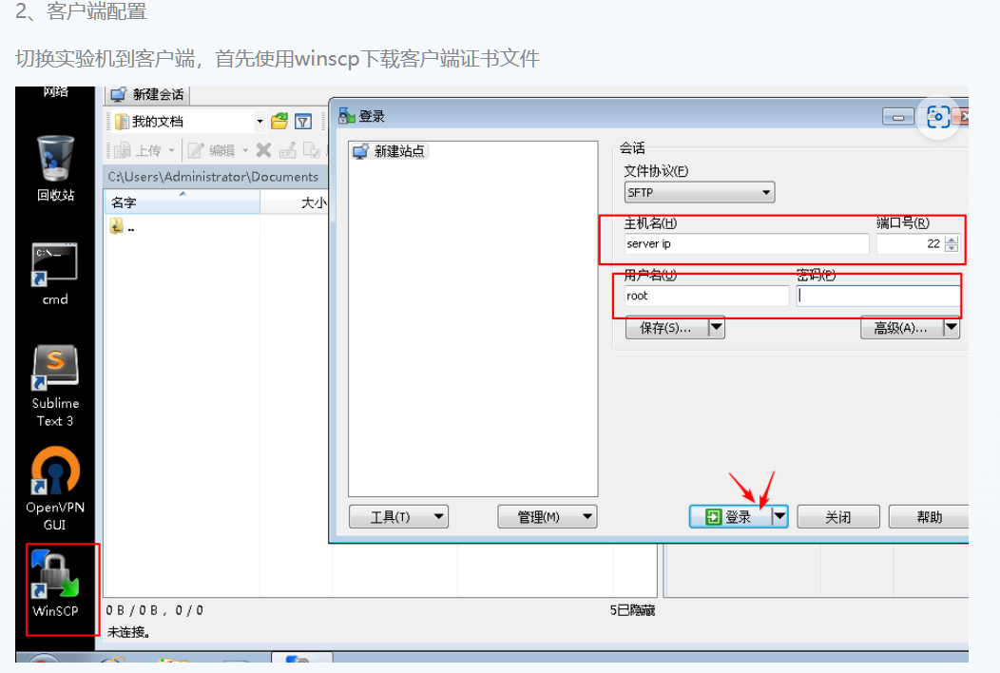 2、客户端配置
切换实验机到客户端，首先使用winscp下载客户端证书文件
网络
新建会话
我的文档
上传
编辑
C:\Users\Administrator\Documents
名字
大小
..
回收站
C:\_
cmd
Sublime
Text 3
OpenVPN
GUI
WinSCP
登录
新建站点
会话
文件协议(F)
SFTP
主机名(H)
端口号(R)
server ip
22
用户名(U)
密码(P)
root
保存(S)...
高级(A)...
工具(T)
管理(M)
登录
关闭
帮助
0 B / 0 B， 0 / 0
5已隐藏
未连接。